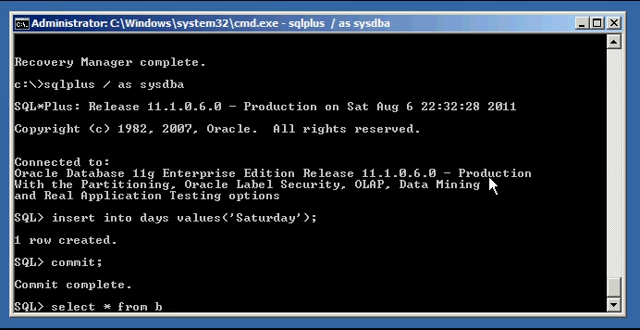 Administrator: C:\Windows\system32\cmd.exe - sqlplus / as sysdba
Recovery Manager complete.
c:\>sqlplus / as sysdba
SQL*Plus: Release 11.1.0.6.0 - Production on Sat Aug 6 22:32:28 2011
Copyright (c) 1982, 2007, Oracle.  All rights reserved.
Connected to:
Oracle Database 11g Enterprise Edition Release 11.1.0.6.0 - Production
With the Partitioning, Oracle Label Security, OLAP, Data Mining
and Real Application Testing options
SQL> insert into days values('Saturday');
1 row created.
SQL> commit;
Commit complete.
SQL> select * from b